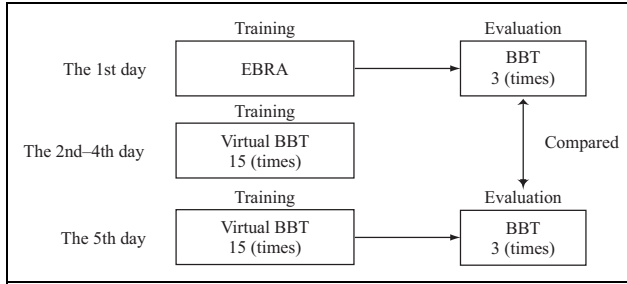 Training
Evaluation
The 1st day
EBRA
BBT
3 (times)
Training
The 2nd–4th day
Virtual BBT
15 (times)
Compared
Training
Evaluation
The 5th day
Virtual BBT
15 (times)
BBT
3 (times)